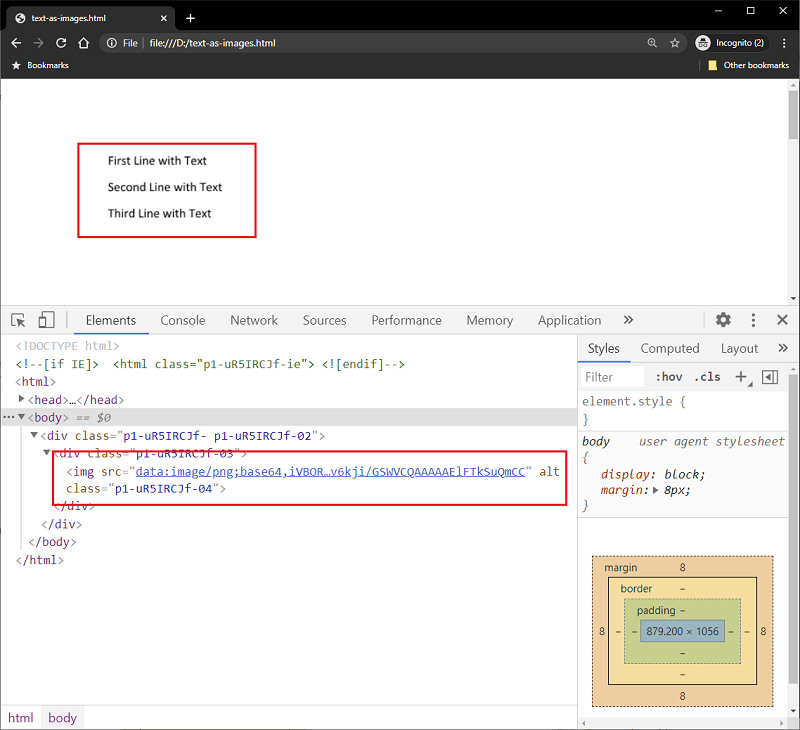 text-as-images.html
File file:///D:/text-as-images.html Incognito (2)
Bookmarks Other bookmarks
First Line with Text
Second Line with Text
Third Line with Text
Elements Console Network Sources Performance Memory Application »
<!DOCTYPE html>
<!--[if IE]>  <html class="p1-uR5IRCJf-ie"> <![endif]-->
<html>
<head>…</head>
<body> == $0
<div class="p1-uR5IRCJf- p1-uR5IRCJf-02">
<div class="p1-uR5IRCJf-03">
<img src="data:image/png;base64,iVBOR…v6kji/GSWVCQAAAAAElFTkSuQmCC" alt
class="p1-uR5IRCJf-04">
</div>
</div>
</body>
</html>
html body
Styles Computed Layout »
Filter :hov .cls +
element.style {
}
body user agent stylesheet
{
display: block;
margin: 8px;
}
margin 8
border –
padding –
8 – – 879.200 × 1056 – – 8
–
–
8